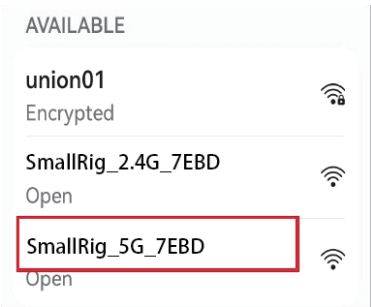 AVAILABLE
union01
Encrypted
SmallRig_2.4G_7EBD
Open
SmallRig_5G_7EBD
Open